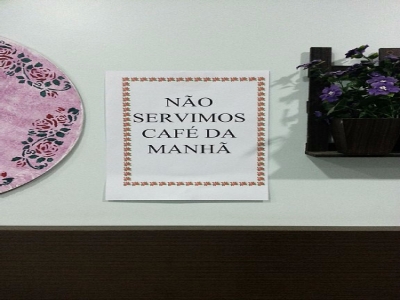 NÃO
SERVIMOS
CAFÉ DA
MANHÃ